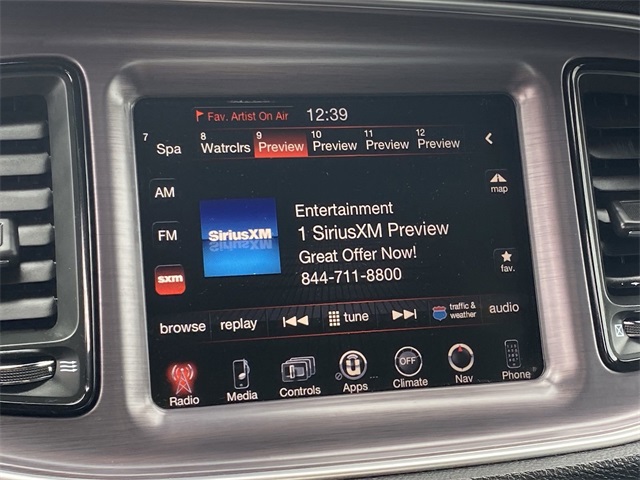 Fav. Artist On Air 12:39
7 Spa 8 Watrclrs 9 Preview 10 Preview 11 Preview 12 Preview
AM
FM
sxm
SiriusXM
Entertainment
1 SiriusXM Preview
Great Offer Now!
844-711-8800
map
fav.
browse replay tune traffic & weather audio
Radio Media Controls Apps OFF Climate Nav Phone